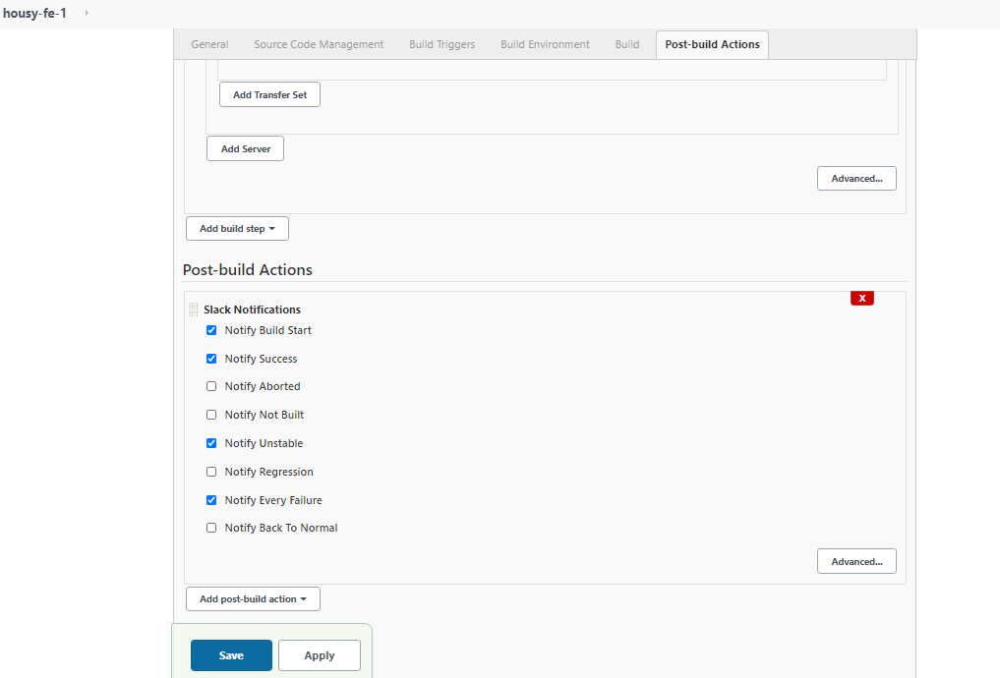 housy-fe-1
General Source Code Management Build Triggers Build Environment Build Post-build Actions
Add Transfer Set
Add Server
Advanced...
Add build step
Post-build Actions
X
Slack Notifications
Notify Build Start
Notify Success
Notify Aborted
Notify Not Built
Notify Unstable
Notify Regression
Notify Every Failure
Notify Back To Normal
Advanced...
Add post-build action
Save Apply